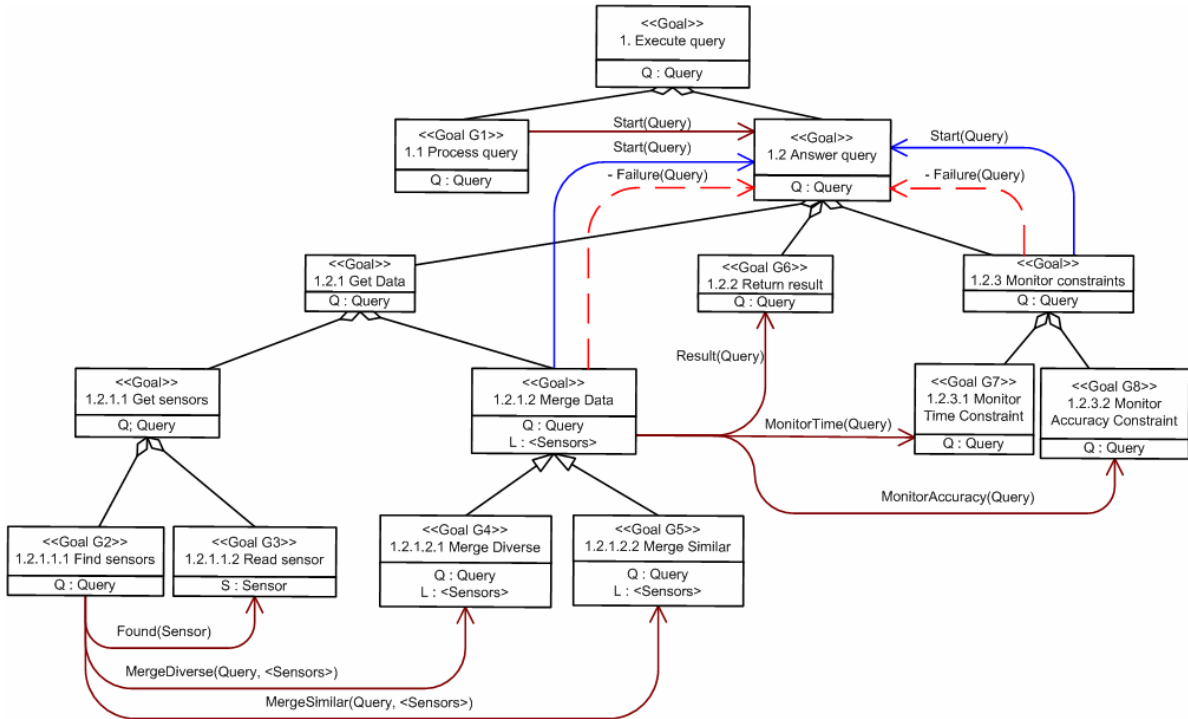 <<Goal>>
1. Execute query
Q : Query
<<Goal G1>>
1.1 Process query
Q : Query
Start(Query)
Start(Query)
- Failure(Query)
<<Goal>>
1.2 Answer query
Q : Query
Start(Query)
- Failure(Query)
<<Goal>>
1.2.1 Get Data
Q : Query
<<Goal G6>>
1.2.2 Return result
Q : Query
<<Goal>>
1.2.3 Monitor constraints
Q : Query
<<Goal>>
1.2.1.1 Get sensors
Q; Query
<<Goal>>
1.2.1.2 Merge Data
Q : Query
L : <Sensors>
Result(Query)
MonitorTime(Query)
MonitorAccuracy(Query)
<<Goal G7>>
1.2.3.1 Monitor
Time Constraint
Q : Query
<<Goal G8>>
1.2.3.2 Monitor
Accuracy Constraint
Q : Query
<<Goal G2>>
1.2.1.1.1 Find sensors
Q : Query
<<Goal G3>>
1.2.1.1.2 Read sensor
S : Sensor
<<Goal G4>>
1.2.1.2.1 Merge Diverse
Q : Query
L : <Sensors>
<<Goal G5>>
1.2.1.2.2 Merge Similar
Q : Query
L : <Sensors>
Found(Sensor)
MergeDiverse(Query, <Sensors>)
MergeSimilar(Query, <Sensors>)